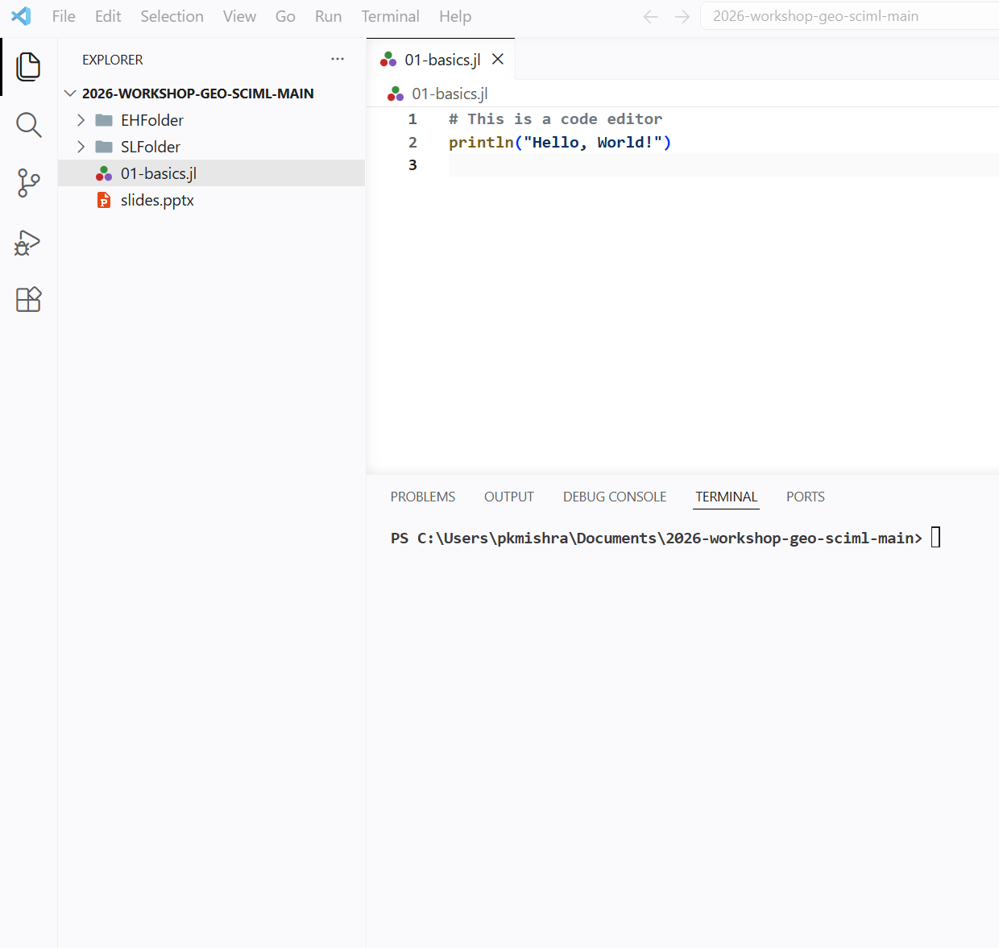 File Edit Selection View Go Run Terminal Help
2026-workshop-geo-sciml-main
EXPLORER
2026-WORKSHOP-GEO-SCIML-MAIN
EHFolder
SLFolder
01-basics.jl
slides.pptx
01-basics.jl
01-basics.jl
1 # This is a code editor
2 println("Hello, World!")
3
PROBLEMS OUTPUT DEBUG CONSOLE TERMINAL PORTS
PS C:\Users\pkmishra\Documents\2026-workshop-geo-sciml-main>